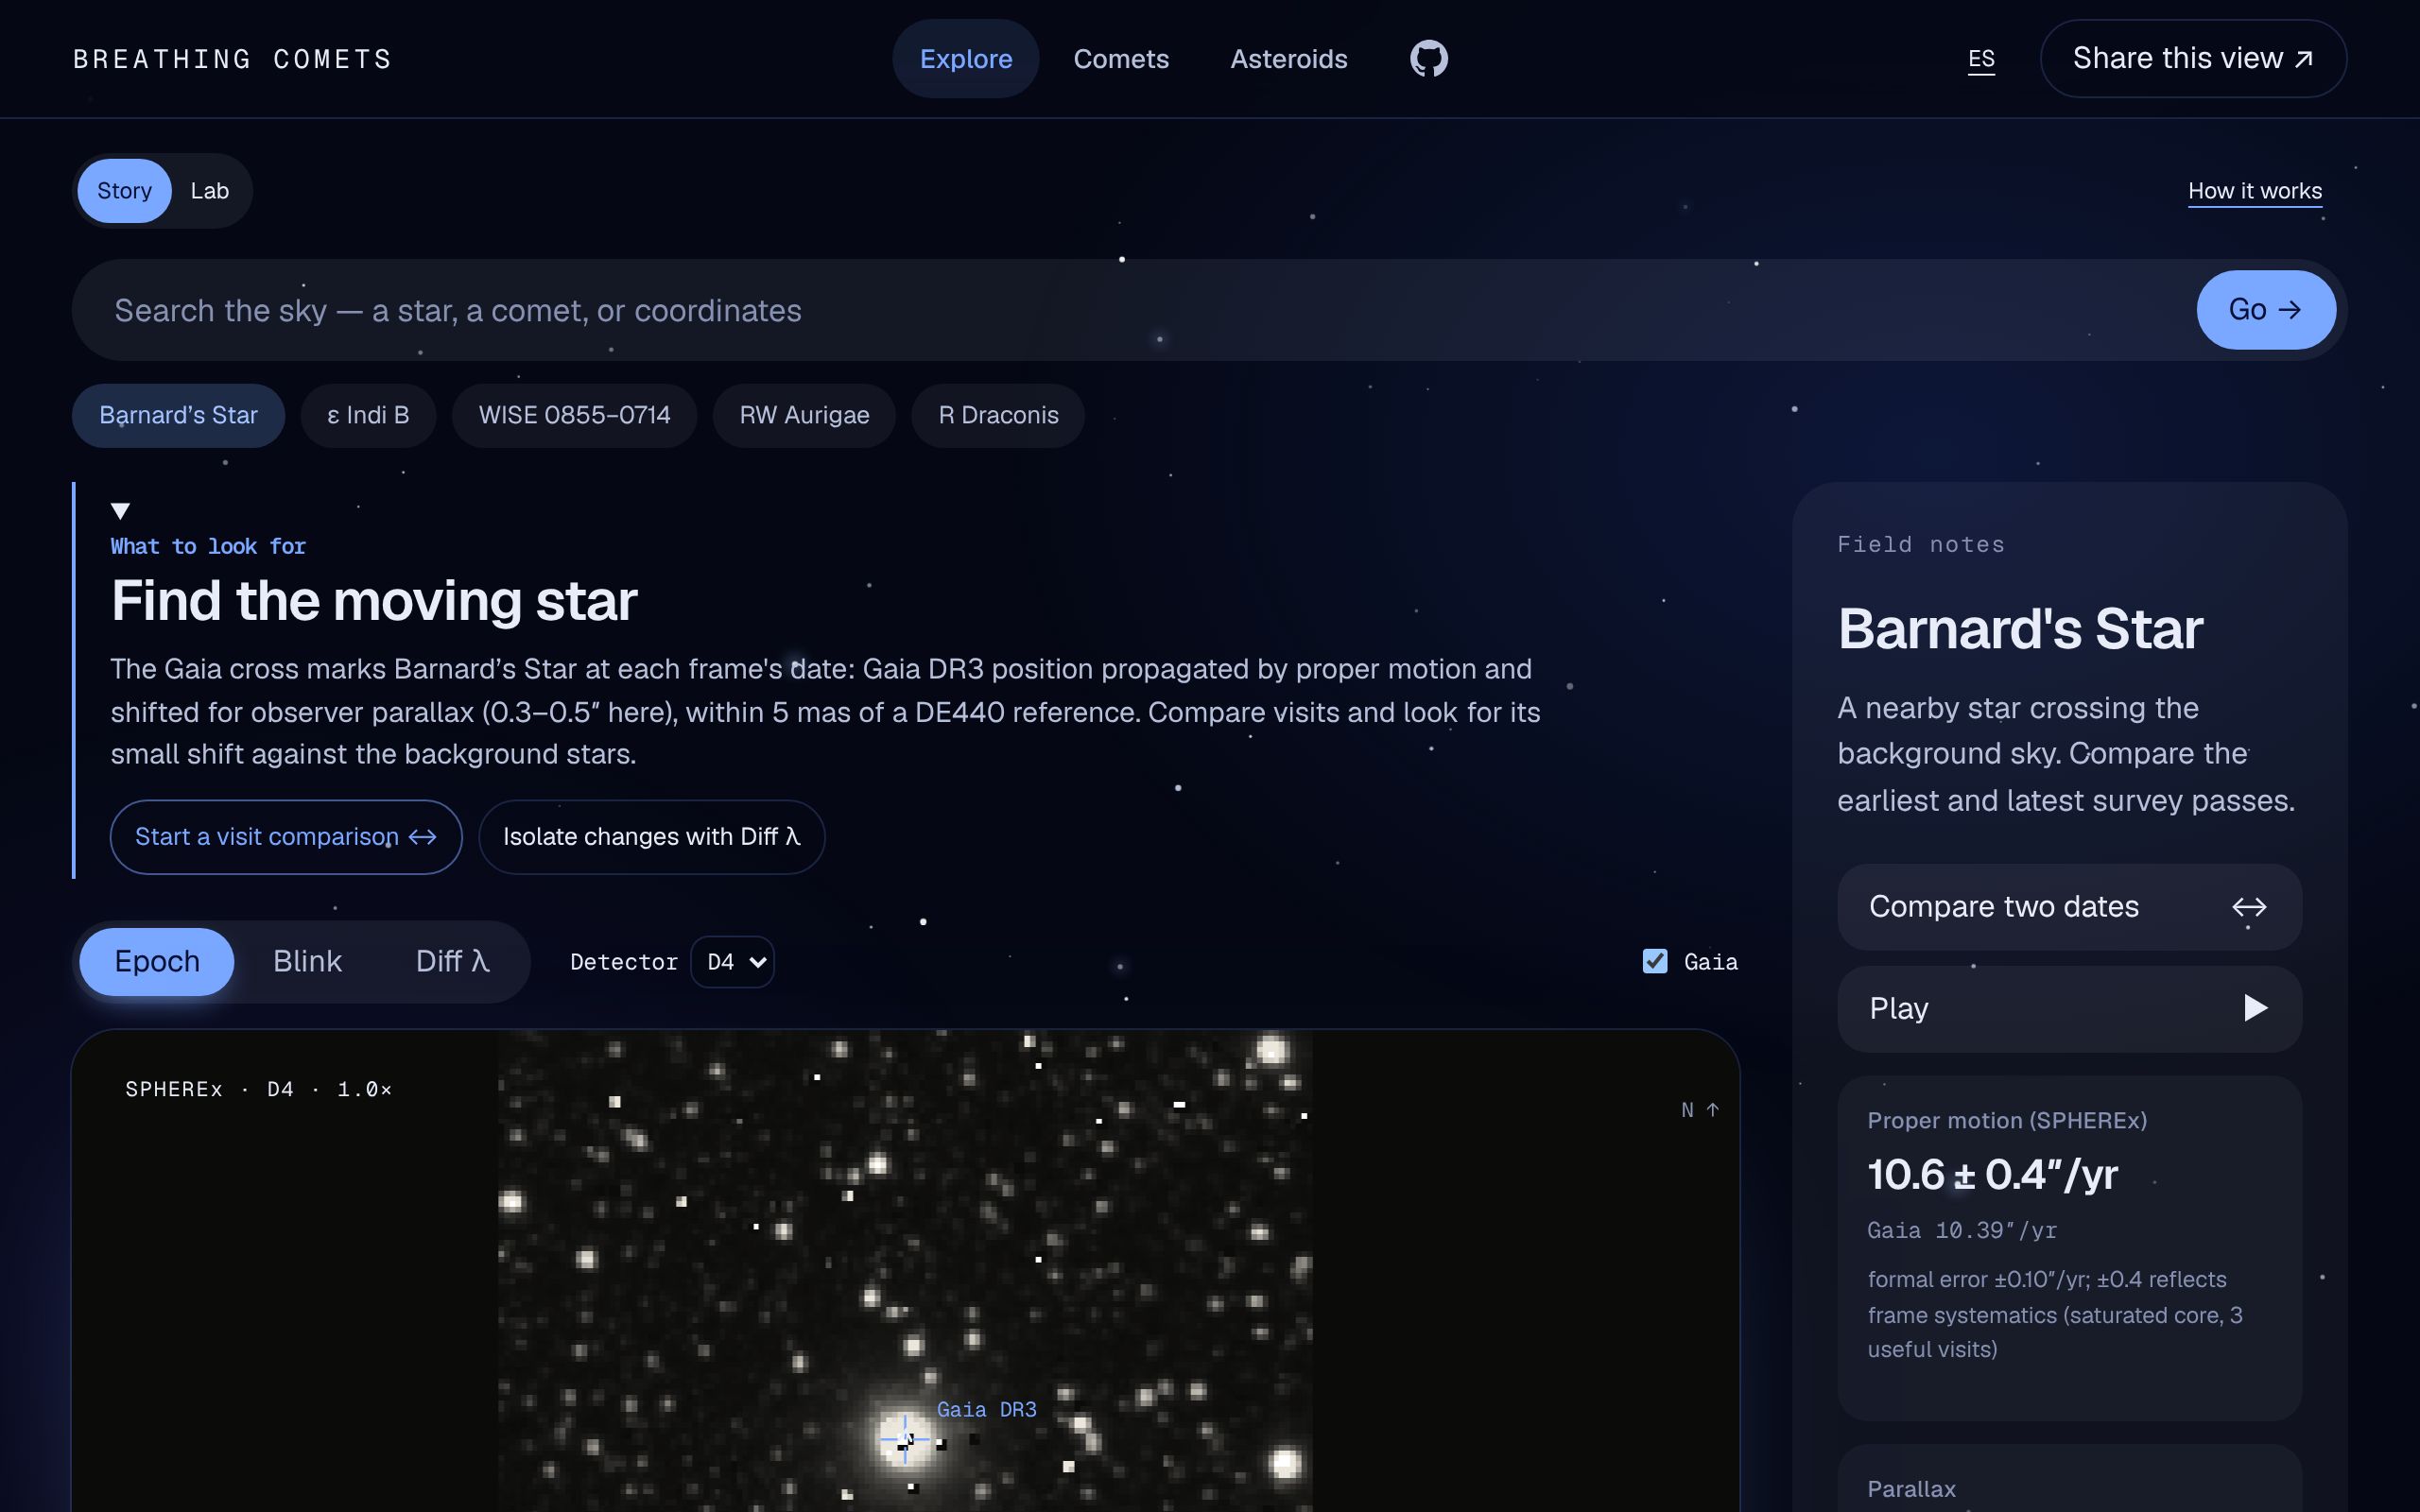 BREATHING COMETS
Explore
Comets
Asteroids
ES
Share this view ↗
Story
Lab
How it works
Search the sky — a star, a comet, or coordinates
Go →
Barnard’s Star
ε Indi B
WISE 0855–0714
RW Aurigae
R Draconis
▼
What to look for
Find the moving star
The Gaia cross marks Barnard’s Star at each frame's date: Gaia DR3 position propagated by proper motion and
shifted for observer parallax (0.3–0.5″ here), within 5 mas of a DE440 reference. Compare visits and look for its
small shift against the background stars.
Start a visit comparison ↔
Isolate changes with Diff λ
Epoch
Blink
Diff λ
Detector
D4
Gaia
SPHEREx · D4 · 1.0×
N ↑
Gaia DR3
Field notes
Barnard's Star
A nearby star crossing the
background sky. Compare the
earliest and latest survey passes.
Compare two dates ↔
Play ▶
Proper motion (SPHEREx)
10.6 ± 0.4″/yr
Gaia 10.39″/yr
formal error ±0.10″/yr; ±0.4 reflects
frame systematics (saturated core, 3
useful visits)
Parallax